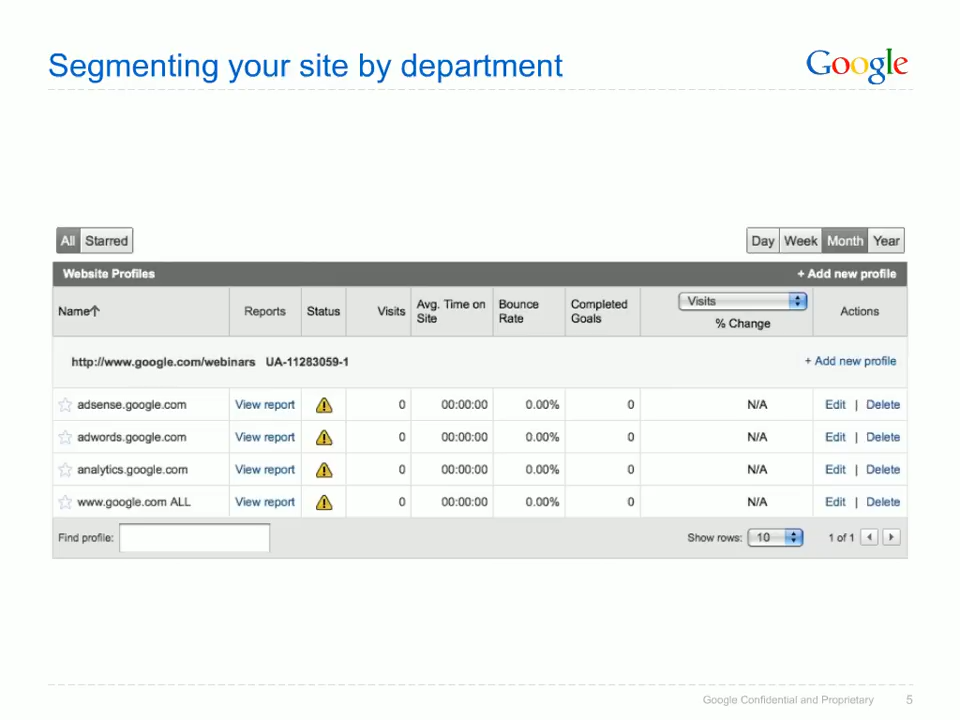 Segmenting your site by department
Google
All Starred Day Week Month Year
Website Profiles + Add new profile
Name Reports Status Visits Avg. Time on Site Bounce Rate Completed Goals Visits % Change Actions
http://www.google.com/webinars UA-11283059-1 + Add new profile
adsense.google.com View report 0 00:00:00 0.00% 0 N/A Edit | Delete
adwords.google.com View report 0 00:00:00 0.00% 0 N/A Edit | Delete
analytics.google.com View report 0 00:00:00 0.00% 0 N/A Edit | Delete
www.google.com ALL View report 0 00:00:00 0.00% 0 N/A Edit | Delete
Find profile: Show rows: 10 1 of 1
Google Confidential and Proprietary 5